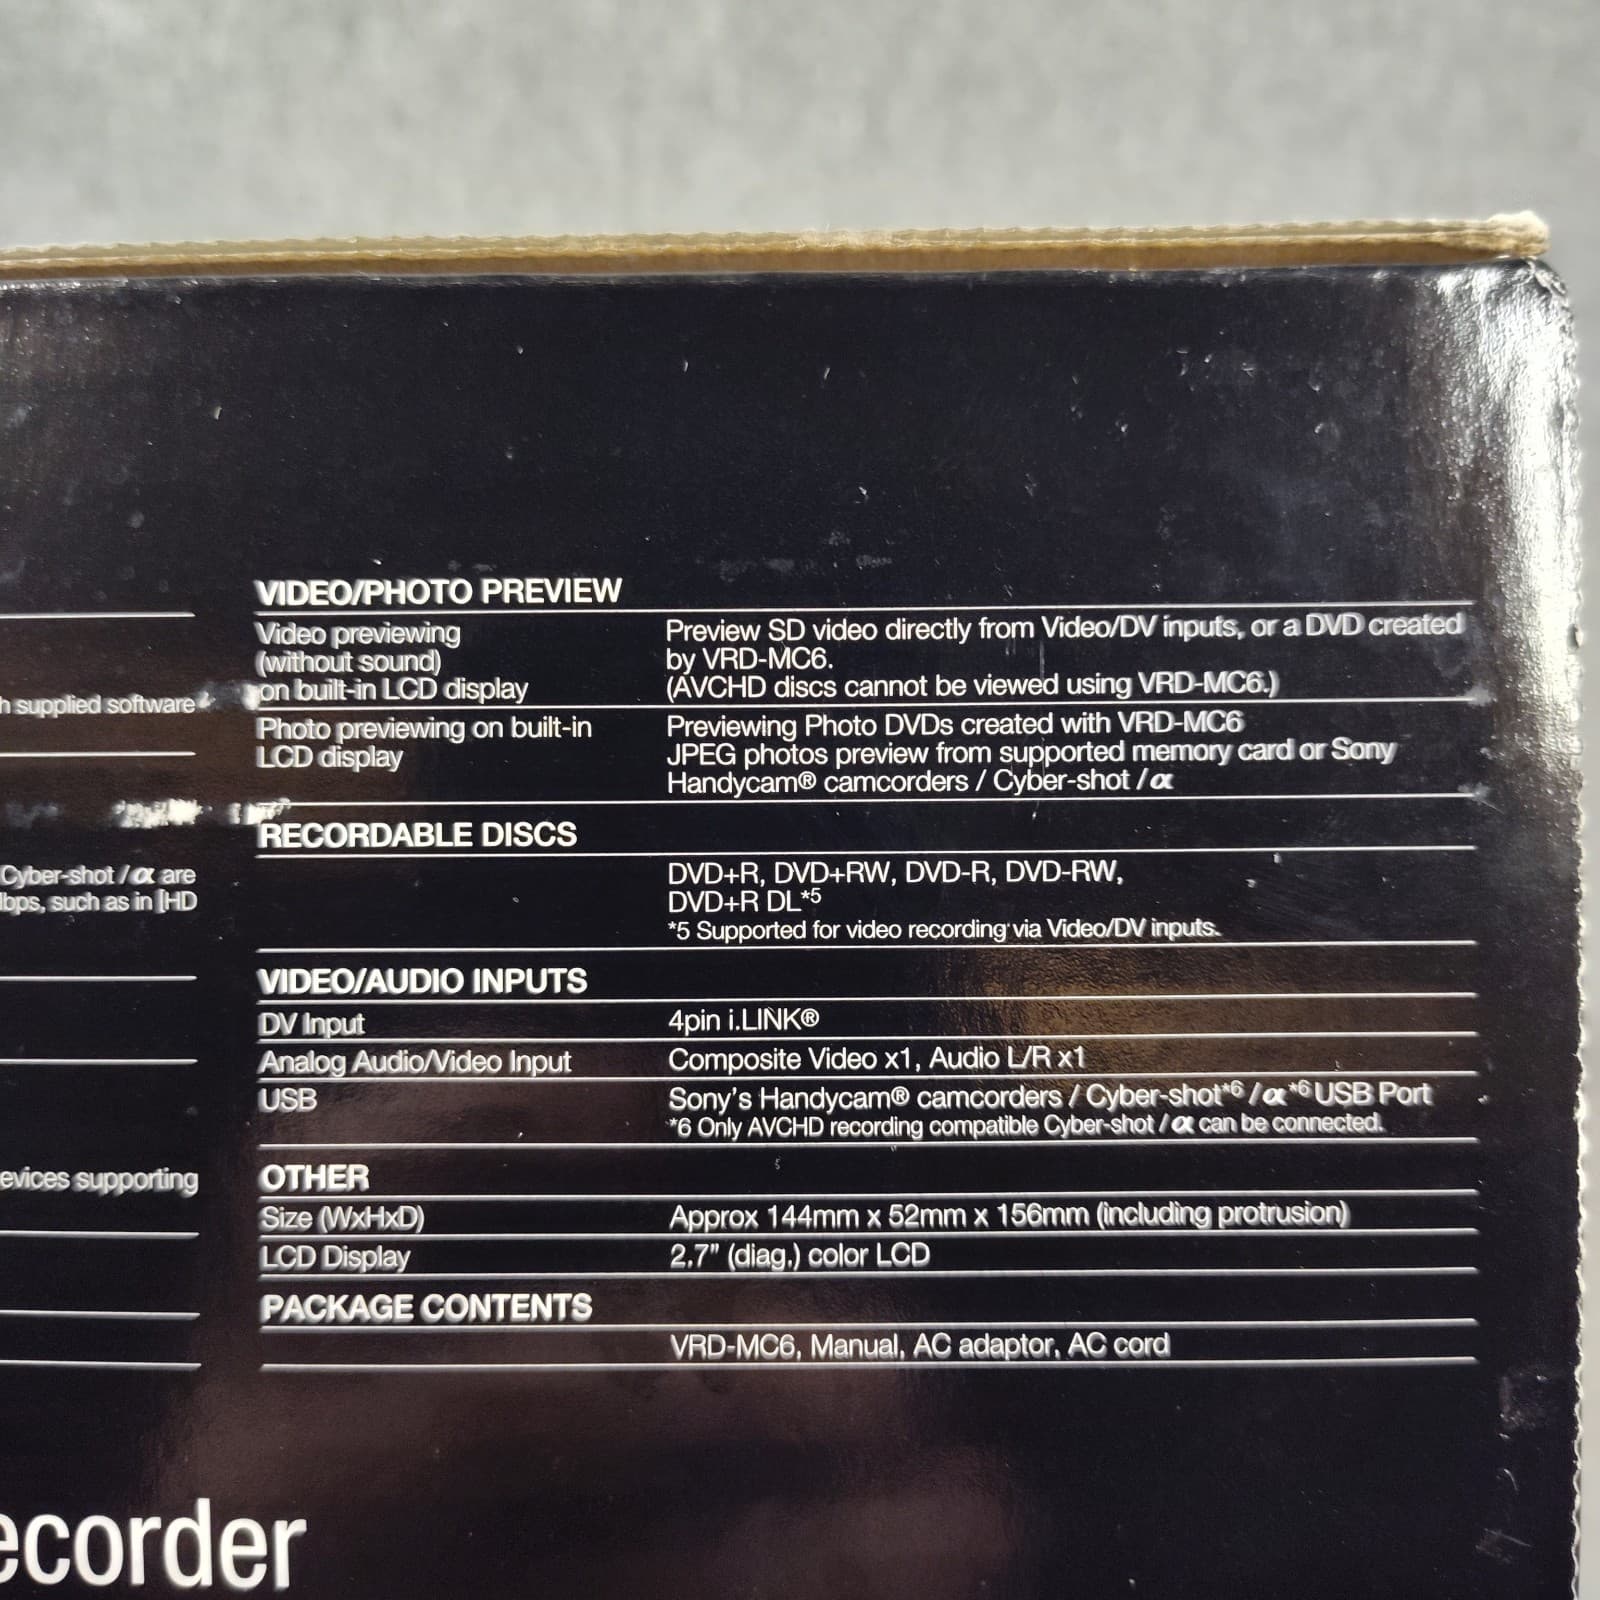 h supplied software
Cyber-shot / α are
bps, such as in [HD
evices supporting
VIDEO/PHOTO PREVIEW
Video previewing
(without sound)
on built-in LCD display
Preview SD video directly from Video/DV inputs, or a DVD created
by VRD-MC6.
(AVCHD discs cannot be viewed using VRD-MC6.)
Photo previewing on built-in
LCD display
Previewing Photo DVDs created with VRD-MC6
JPEG photos preview from supported memory card or Sony
Handycam® camcorders / Cyber-shot / α
RECORDABLE DISCS
DVD+R, DVD+RW, DVD-R, DVD-RW,
DVD+R DL*5
*5 Supported for video recording via Video/DV inputs.
VIDEO/AUDIO INPUTS
DV Input 4pin i.LINK®
Analog Audio/Video Input Composite Video x1, Audio L/R x1
USB Sony's Handycam® camcorders / Cyber-shot*6 / α*6 USB Port
*6 Only AVCHD recording compatible Cyber-shot / α can be connected.
OTHER
Size (WxHxD) Approx 144mm x 52mm x 156mm (including protrusion)
LCD Display 2.7" (diag.) color LCD
PACKAGE CONTENTS
VRD-MC6, Manual, AC adaptor, AC cord
ecorder